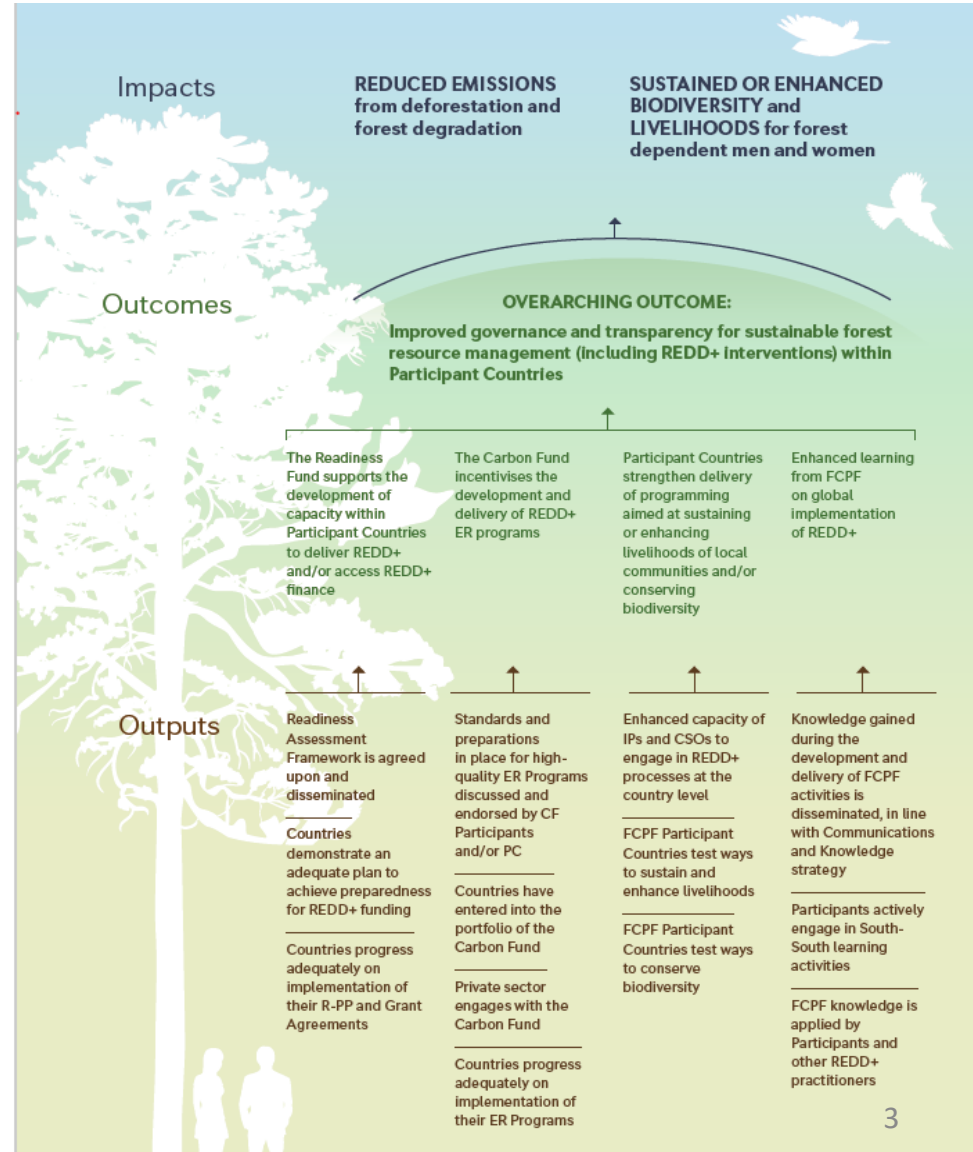 Impacts
REDUCED EMISSIONS
from deforestation and
forest degradation
SUSTAINED OR ENHANCED
BIODIVERSITY and
LIVELIHOODS for forest
dependent men and women
Outcomes
OVERARCHING OUTCOME:
Improved governance and transparency for sustainable forest
resource management (including REDD+ interventions) within
Participant Countries
The Readiness
Fund supports the
development of
capacity within
Participant Countries
to deliver REDD+
and/or access REDD+
finance
The Carbon Fund
incentivises the
development and
delivery of REDD+
ER programs
Participant Countries
strengthen delivery
of programming
aimed at sustaining
or enhancing
livelihoods of local
communities and/or
conserving
biodiversity
Enhanced learning
from FCPF
on global
implementation
of REDD+
Outputs
Readiness
Assessment
Framework is agreed
upon and
disseminated
Countries
demonstrate an
adequate plan to
achieve preparedness
for REDD+ funding
Countries progress
adequately on
implementation of
their R-PP and Grant
Agreements
Standards and
preparations
in place for high-
quality ER Programs
discussed and
endorsed by CF
Participants
and/or PC
Countries have
entered into the
portfolio of the
Carbon Fund
Private sector
engages with the
Carbon Fund
Countries progress
adequately on
implementation of
their ER Programs
Enhanced capacity of
IPs and CSOs to
engage in REDD+
processes at the
country level
FCPF Participant
Countries test ways
to sustain and
enhance livelihoods
FCPF Participant
Countries test ways
to conserve
biodiversity
Knowledge gained
during the
development and
delivery of FCPF
activities is
disseminated, in line
with Communications
and Knowledge
strategy
Participants actively
engage in South-
South learning
activities
FCPF knowledge is
applied by
Participants and
other REDD+
practitioners
3